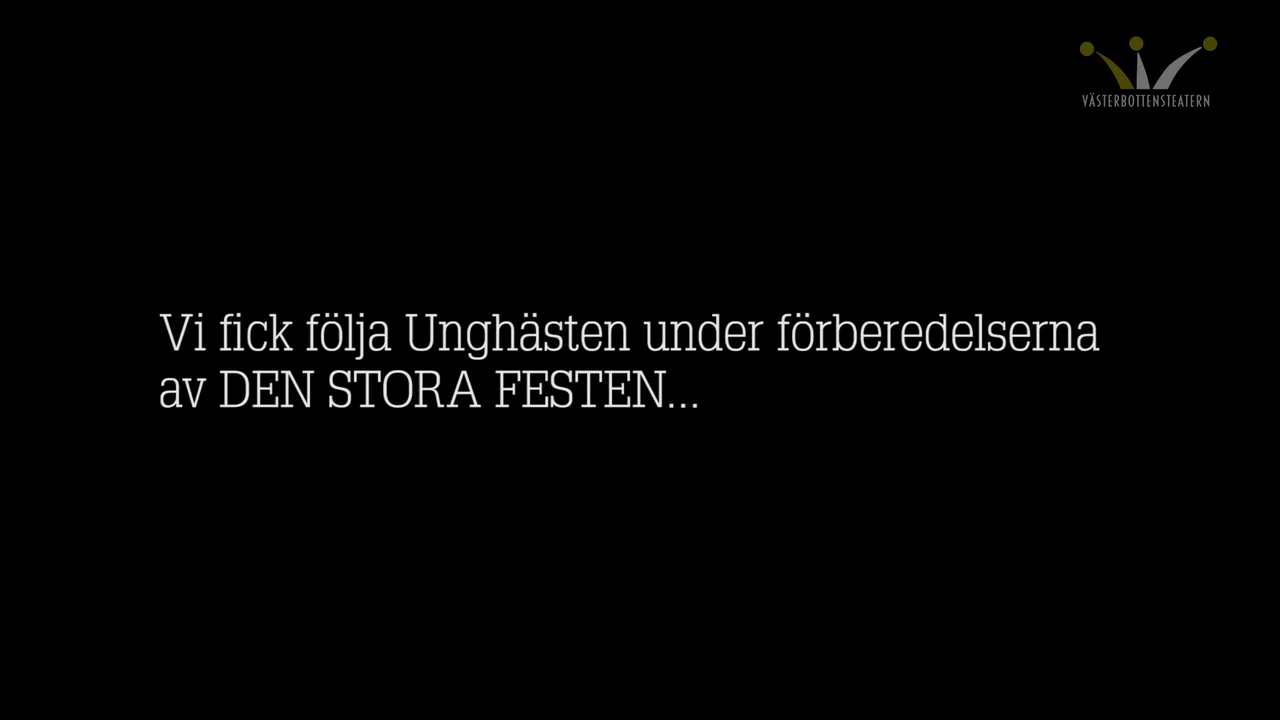 VÄSTERBOTTENSTEATERN
Vi fick följa Unghästen under förberedelserna
av DEN STORA FESTEN...